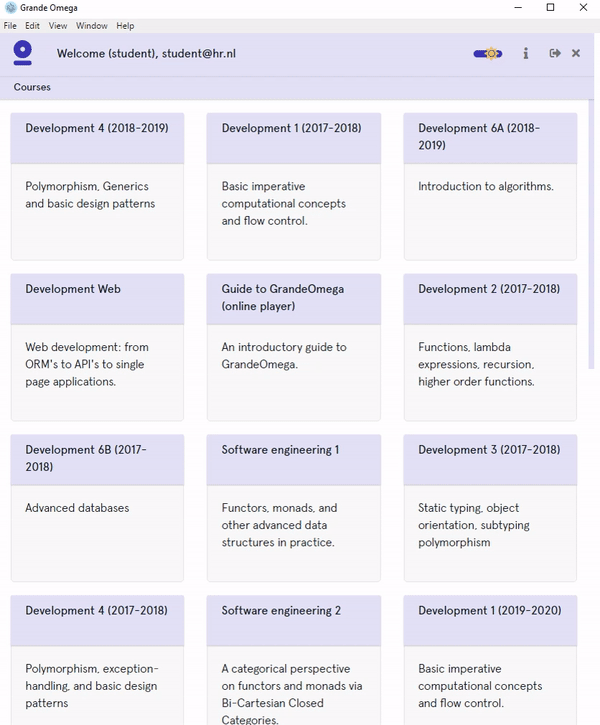 Grande Omega
File Edit View Window Help
Welcome (student), student@hr.nl
Courses
Development 4 (2018-2019)
Polymorphism, Generics
and basic design patterns
Development 1 (2017-2018)
Basic imperative
computational concepts
and flow control.
Development 6A (2018-
2019)
Introduction to algorithms.
Development Web
Web development: from
ORM's to API's to single
page applications.
Guide to GrandeOmega
(online player)
An introductory guide to
GrandeOmega.
Development 2 (2017-2018)
Functions, lambda
expressions, recursion,
higher order functions.
Development 6B (2017-
2018)
Advanced databases
Software engineering 1
Functors, monads, and
other advanced data
structures in practice.
Development 3 (2017-2018)
Static typing, object
orientation, subtyping
polymorphism
Development 4 (2017-2018)
Polymorphism, exception-
handling, and basic design
patterns
Software engineering 2
A categorical perspective
on functors and monads via
Bi-Cartesian Closed
Categories.
Development 1 (2019-2020)
Basic imperative
computational concepts
and flow control.